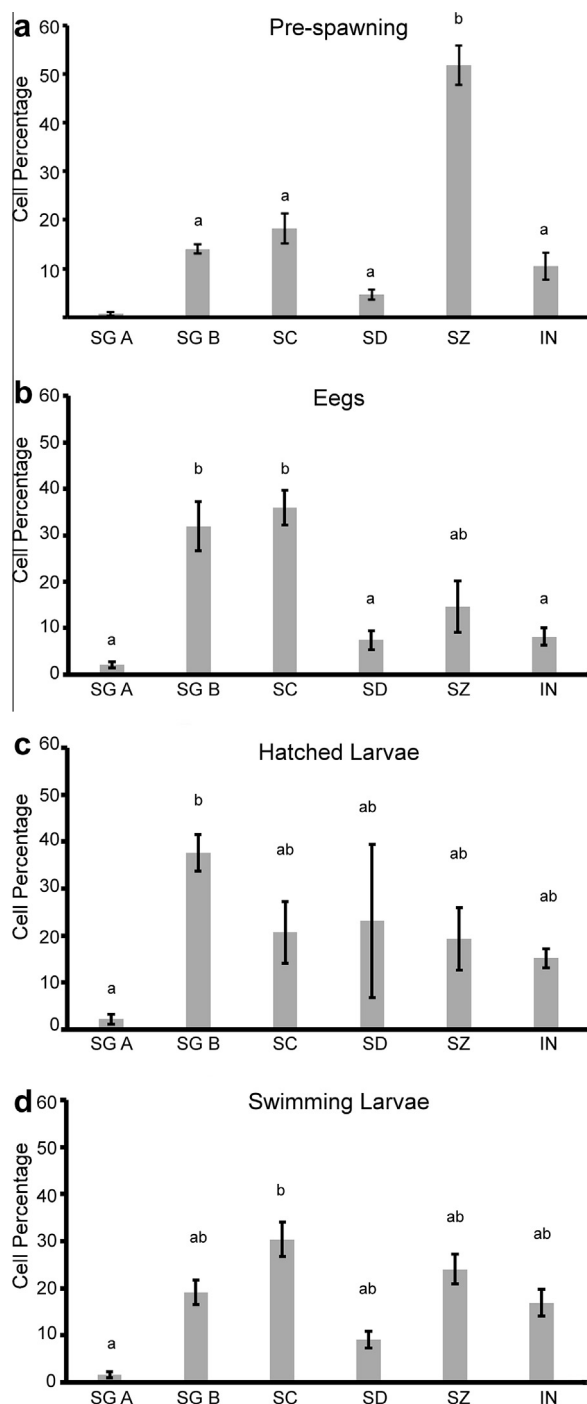 a
Pre-spawning
b
60
50
a
40
Cell Percentage
30
a
20
a
a
10
SG A SG B SC SD SZ IN
b
Eegs
60
50
b b
40
Cell Percentage
ab
30
20
a a a
10
0
SG A SG B SC SD SZ IN
c
Hatched Larvae
60
50
b ab ab ab
40
Cell Percentage
ab
30
20
a
10
0
SG A SG B SC SD SZ IN
d
Swimming Larvae
60
50
b
40
Cell Percentage
ab ab ab ab
30
20
a
10
0
SG A SG B SC SD SZ IN